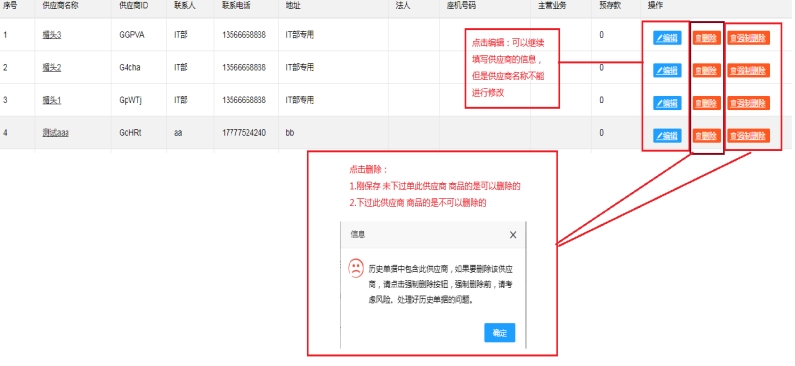 序号 供应商名称 供应商ID 联系人 联系电话 地址 法人 座机号码 主营业务 预存款 操作
1 榴头3 GGPVA IT部 13566668888 IT部专用 0 编辑 删除 强制删除
2 榴头2 G4cha IT部 13566668888 IT部专用 0 编辑 删除 强制删除
3 榴头1 GpWTj IT部 13566668888 IT部专用 0 编辑 删除 强制删除
4 测试aaa GcHRt aa 17777524240 bb 0 编辑 删除 强制删除
点击编辑：可以继续
填写供应商的信息，
但是供应商名称不能
进行修改
点击删除：
1.刚保存 未下过单此供应商 商品的是可以删除的
2.下过此供应商 商品的是不可以删除的
信息 X
历史单据中包含此供应商，如果要删除该供应
商，请点击强制删除按钮，强制删除前，请考
虑风险。处理好历史单据的问题。
确定